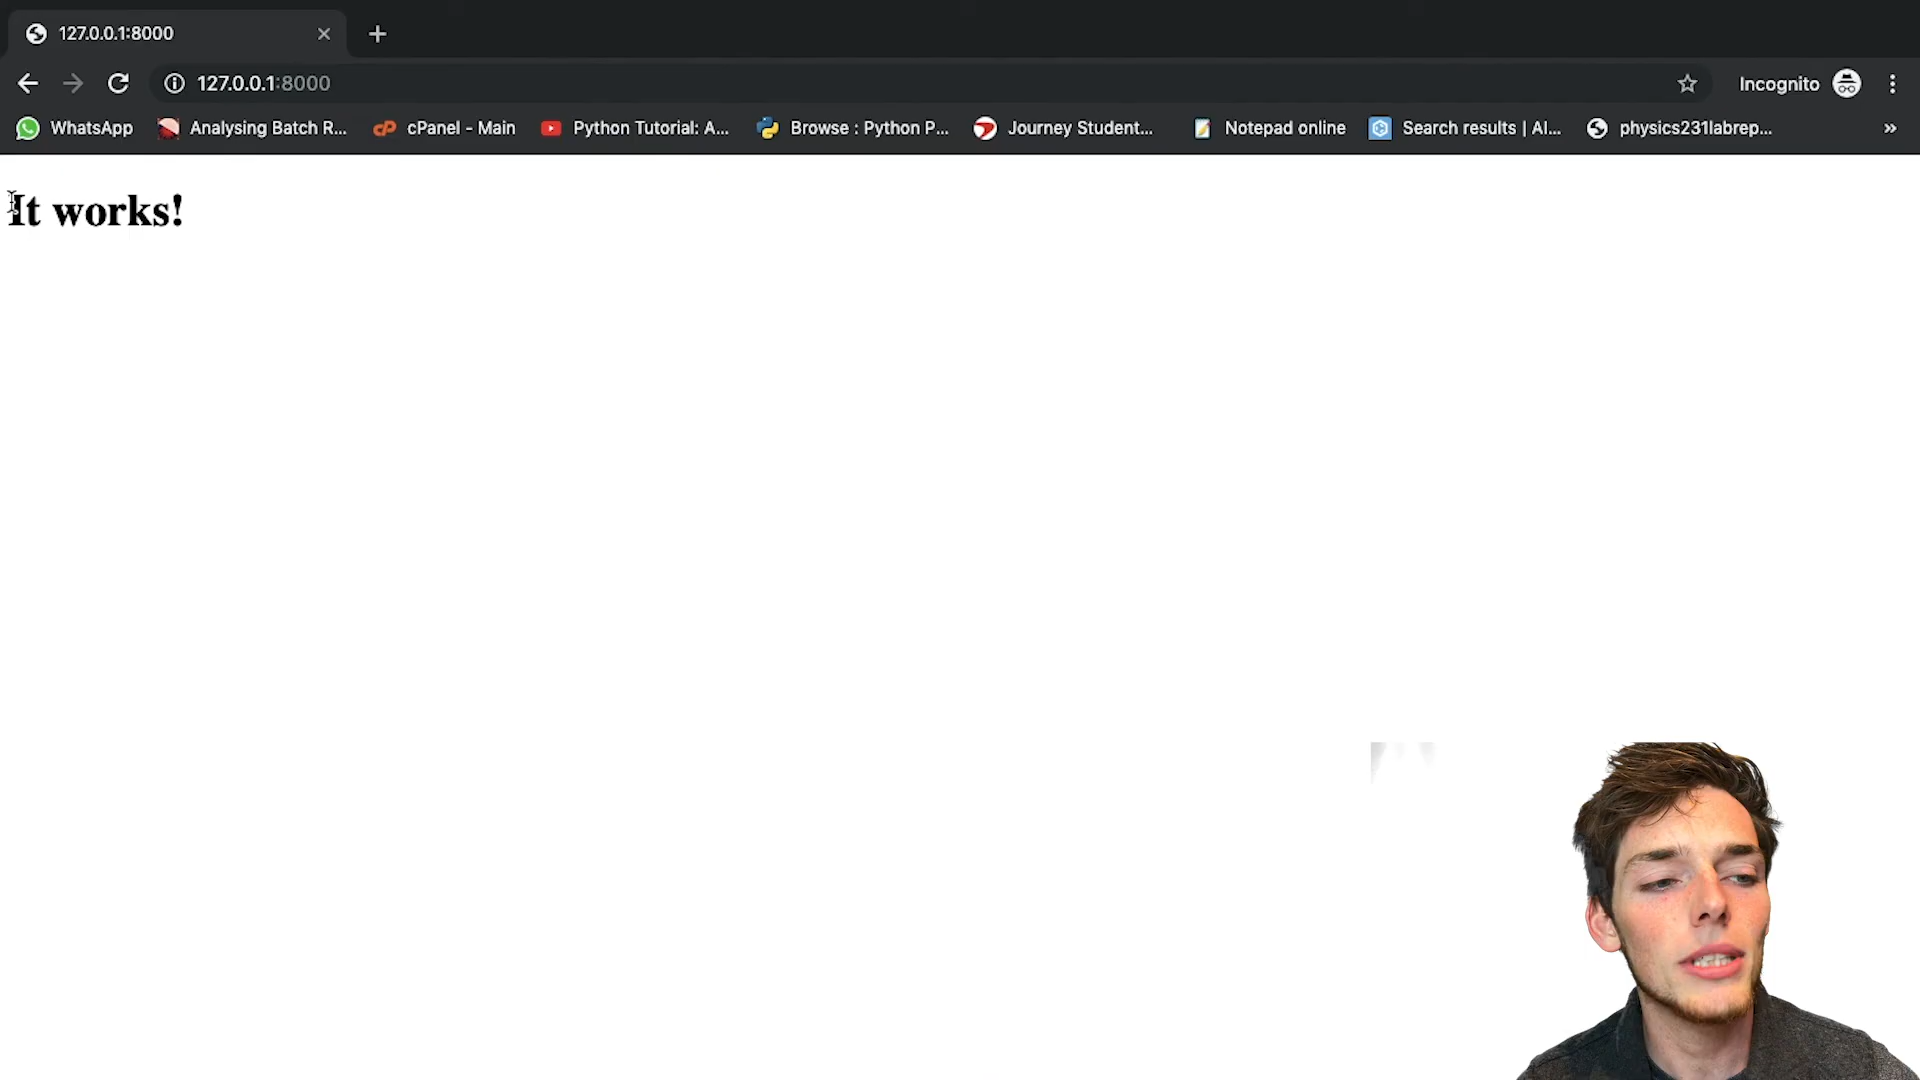 127.0.0.1:8000
127.0.0.1:8000
Incognito
WhatsApp Analysing Batch R... cPanel - Main Python Tutorial: A... Browse : Python P... Journey Student... Notepad online Search results | Al... physics231labrep...
It works!